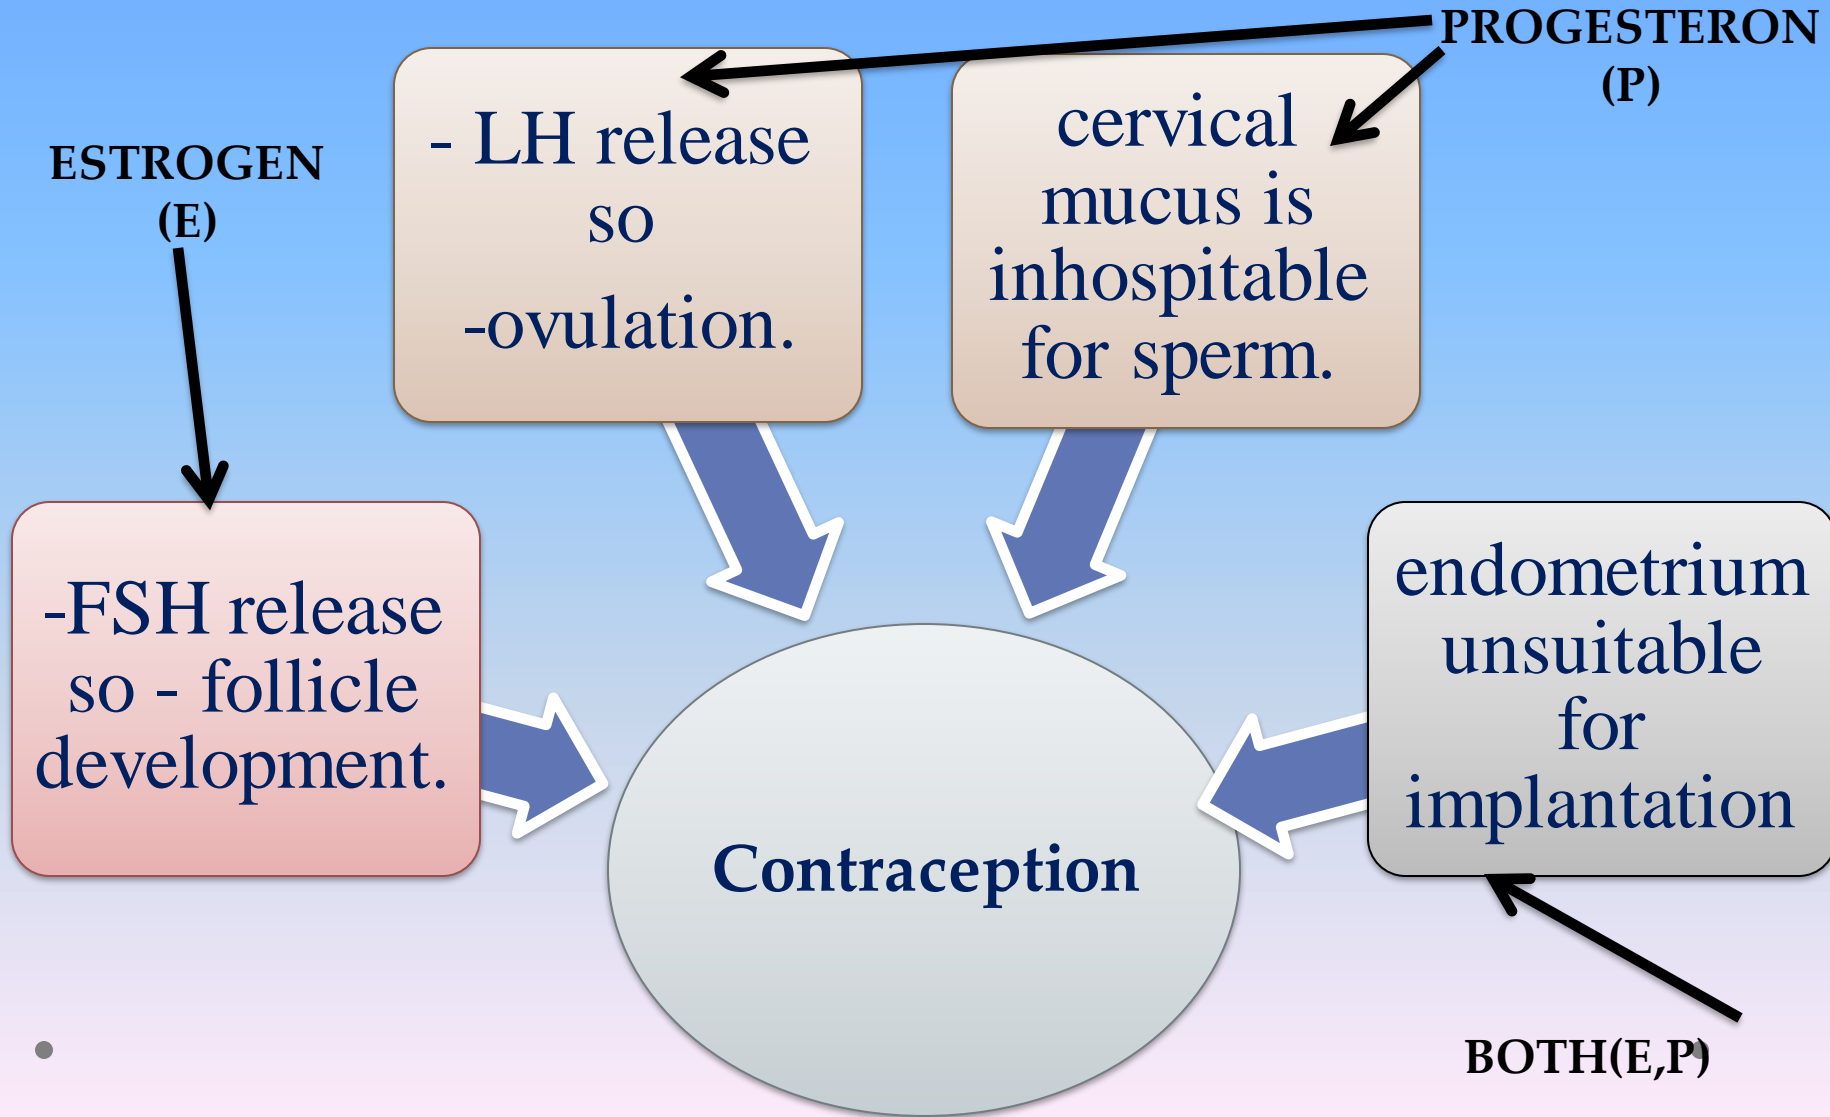 PROGESTERON
(P)
ESTROGEN
(E)
- LH release
so
-ovulation.
cervical
mucus is
inhospitable
for sperm.
-FSH release
so - follicle
development.
endometrium
unsuitable
for
implantation
Contraception
BOTH(E,P)